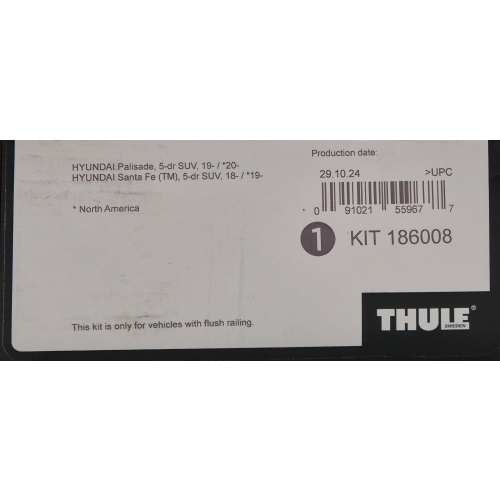 HYUNDAI Palisade, 5-dr SUV, 19- / *20-
HYUNDAI Santa Fe (TM), 5-dr SUV, 18- / *19-
* North America
This kit is only for vehicles with flush railing.
Production date:
29.10.24 >UPC
0 91021 55967 7
1 KIT 186008
THULE
SWEDEN